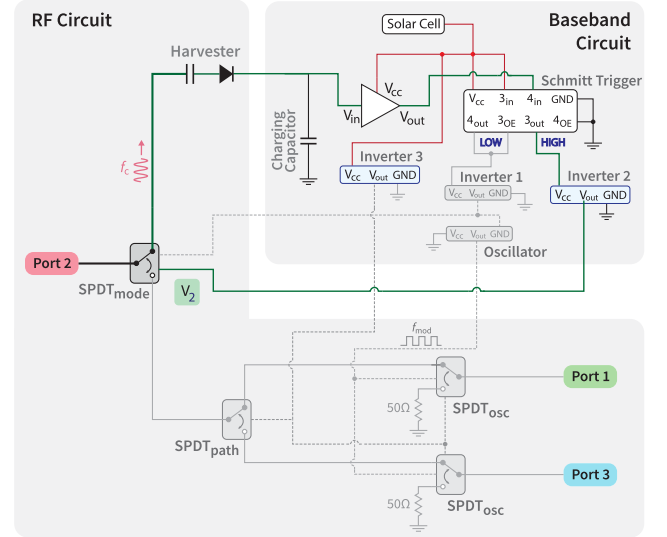 RF Circuit
Baseband
Circuit
Solar Cell
Harvester
Schmitt Trigger
Vcc
Vin
Vout
Vcc 3in 4in GND
4out 3OE 3out 4OE
LOW
HIGH
Charging
Capacitor
fc
Inverter 3
Vcc Vout GND
Inverter 1
Vcc Vout GND
Inverter 2
Vcc Vout GND
Vcc Vout GND
Oscillator
Port 2
SPDTmode
V2
fmod
Port 1
50Ω
SPDTosc
SPDTpath
Port 3
50Ω
SPDTosc